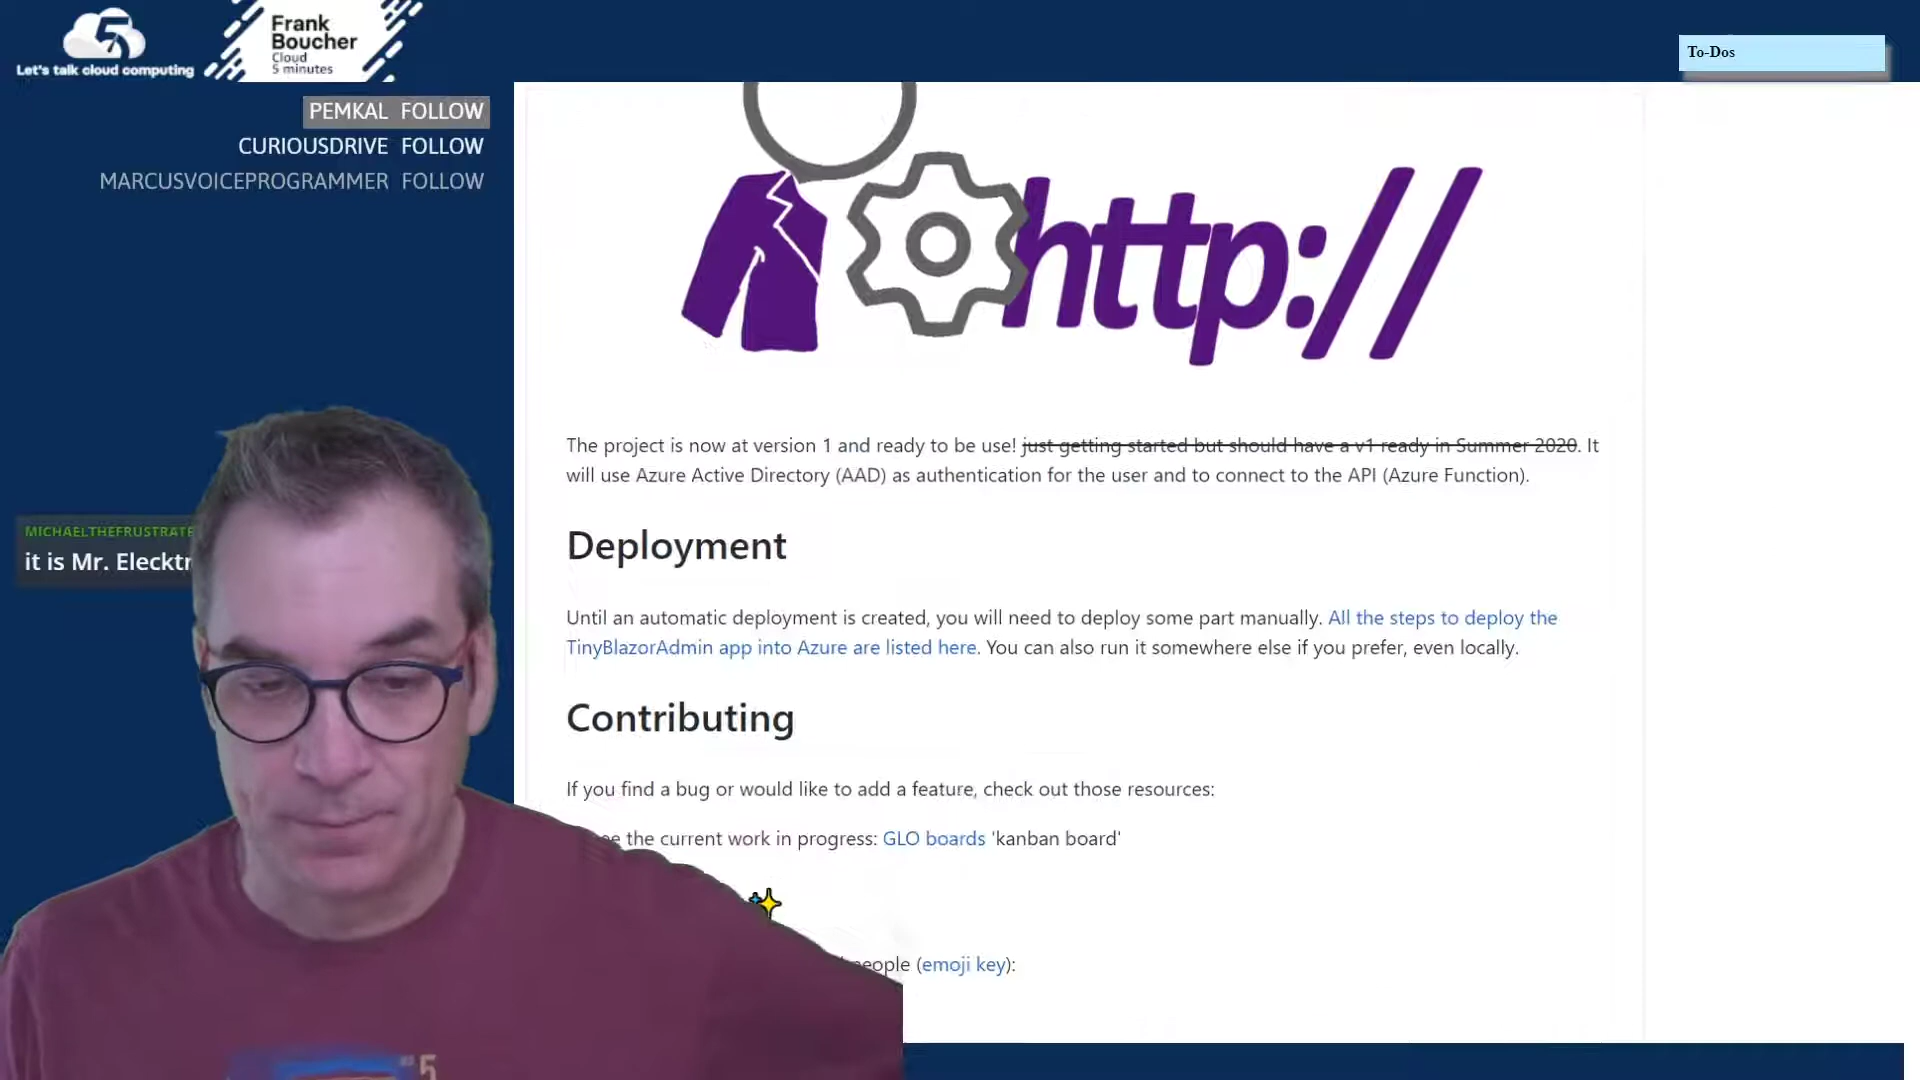 5
Let's talk cloud computing
Frank
Boucher
Cloud
5 minutes
To-Dos
PEMKAL FOLLOW
CURIOUSDRIVE FOLLOW
MARCUSVOICEPROGRAMMER FOLLOW
http://
The project is now at version 1 and ready to be use! just getting started but should have a v1 ready in Summer 2020. It
will use Azure Active Directory (AAD) as authentication for the user and to connect to the API (Azure Function).
MICHAELTHEFRUSTRATE
it is Mr. Elecktr
Deployment
Until an automatic deployment is created, you will need to deploy some part manually. All the steps to deploy the
TinyBlazorAdmin app into Azure are listed here. You can also run it somewhere else if you prefer, even locally.
Contributing
If you find a bug or would like to add a feature, check out those resources:
the current work in progress: GLO boards 'kanban board'
people (emoji key):
5